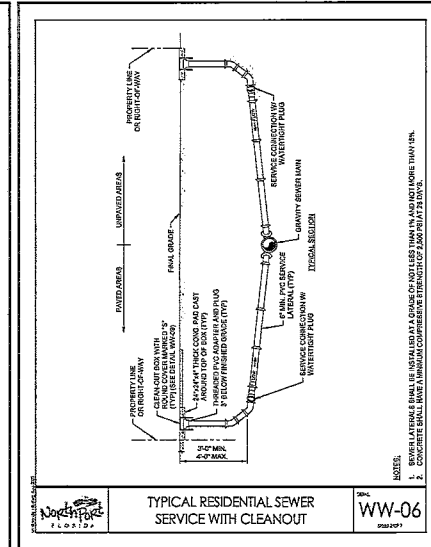 PROPERTY LINE
OR RIGHT-OF-WAY
UNPAVED AREAS
PAVED AREAS
FINAL GRADE
PROPERTY LINE
OR RIGHT-OF-WAY
CLEAN OUT BOX WITH
ROUND COVER MARKED "S"
(TYP) (SEE DETAIL WW-09)
24"x24"x4" THICK CONC. PAD CAST
AROUND TOP OF BOX (TYP)
THREADED PVC ADAPTER AND PLUG
3" BELOW FINISHED GRADE (TYP)
3'-0" MIN.
4'-0" MAX.
SERVICE CONNECTION W/
WATERTIGHT PLUG
GRAVITY SEWER MAIN
6" MIN. PVC SERVICE
LATERAL (TYP)
SERVICE CONNECTION W/
WATERTIGHT PLUG
TYPICAL SECTION
NOTES:
1. SEWER LATERALS SHALL BE INSTALLED AT A GRADE OF NOT LESS THAN 1% AND NOT MORE THAN 15%.
2. CONCRETE SHALL HAVE A MINIMUM COMPRESSIVE STRENGTH OF 2,500 PSI AT 28 DAYS.
North Port
FLORIDA
TYPICAL RESIDENTIAL SEWER
SERVICE WITH CLEANOUT
WW-06